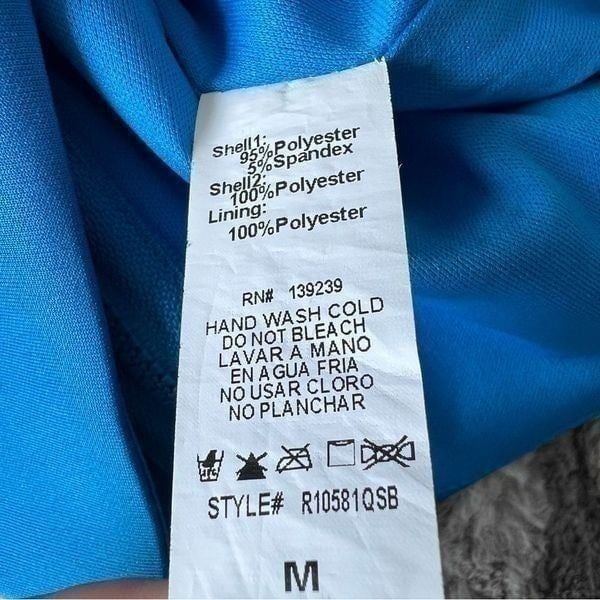 Shell1:
95%Polyester
5%Spandex
Shell2:
100%Polyester
Lining:
100%Polyester
RN# 139239
HAND WASH COLD
DO NOT BLEACH
LAVAR A MANO
EN AGUA FRIA
NO USAR CLORO
NO PLANCHAR
STYLE# R10581QSB
M